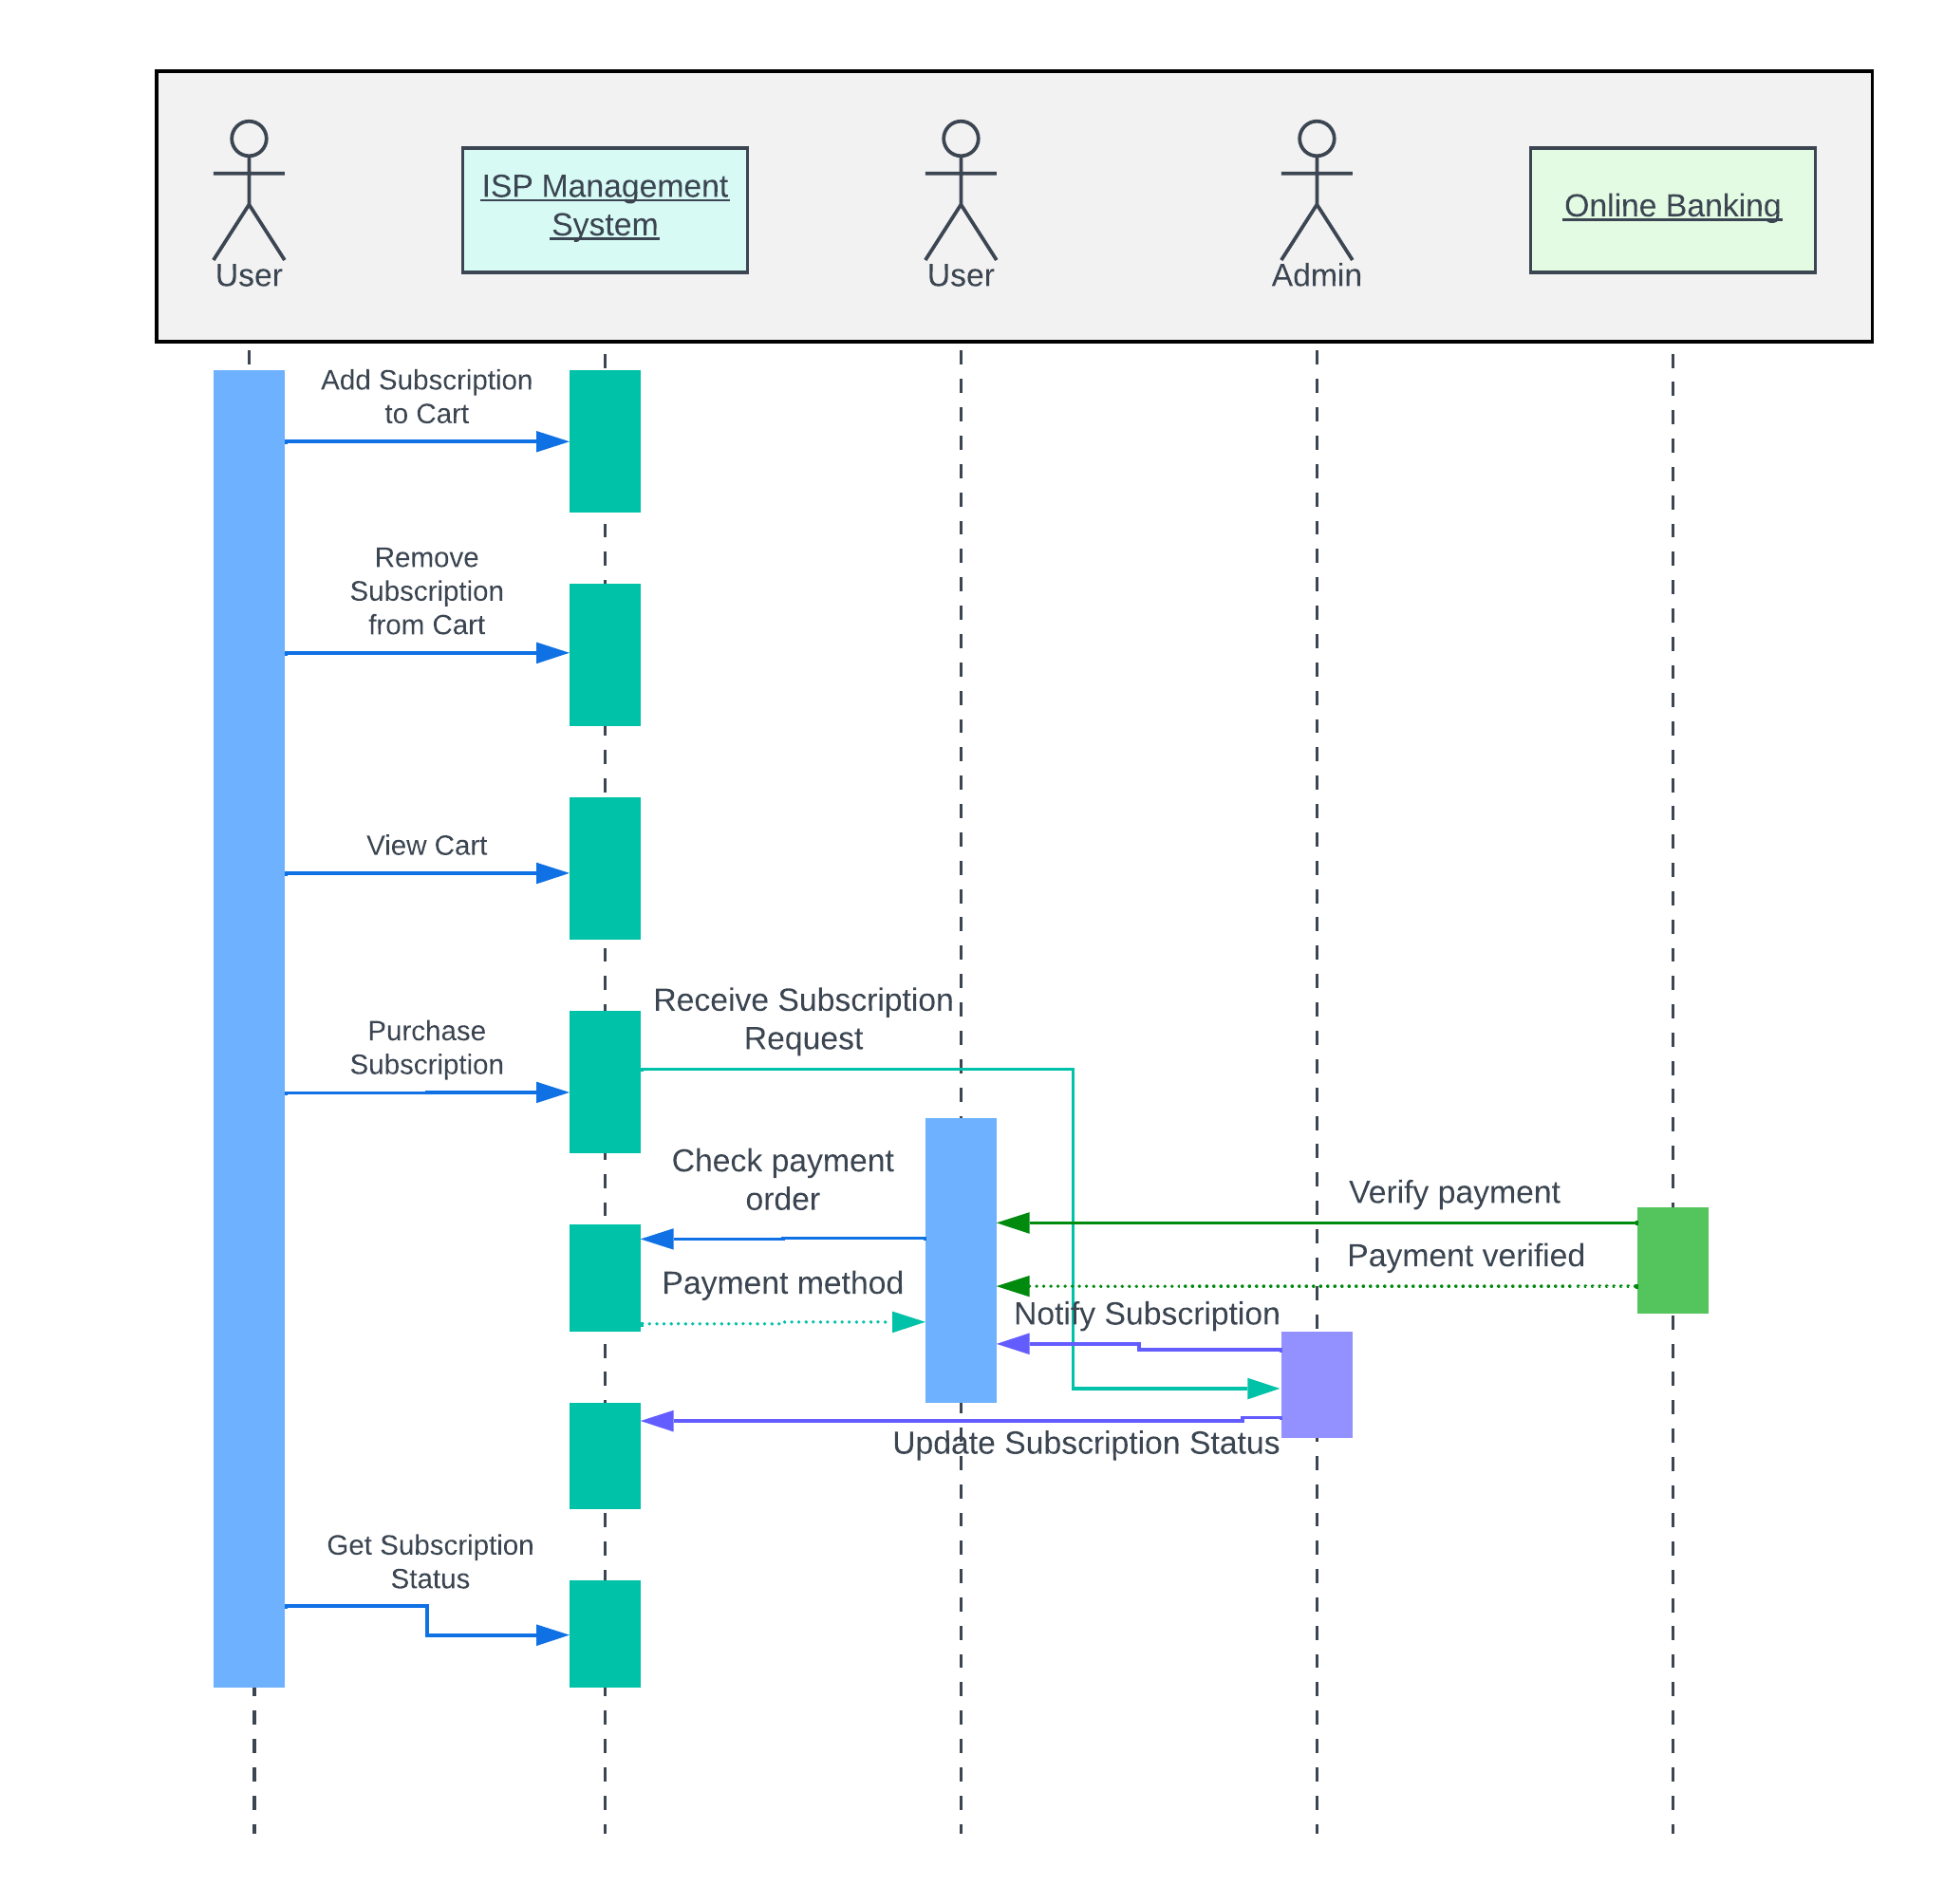 User
ISP Management
System
User
Admin
Online Banking
Add Subscription
to Cart
Remove
Subscription
from Cart
View Cart
Purchase
Subscription
Receive Subscription
Request
Check payment
order
Verify payment
Payment verified
Payment method
Notify Subscription
Update Subscription Status
Get Subscription
Status